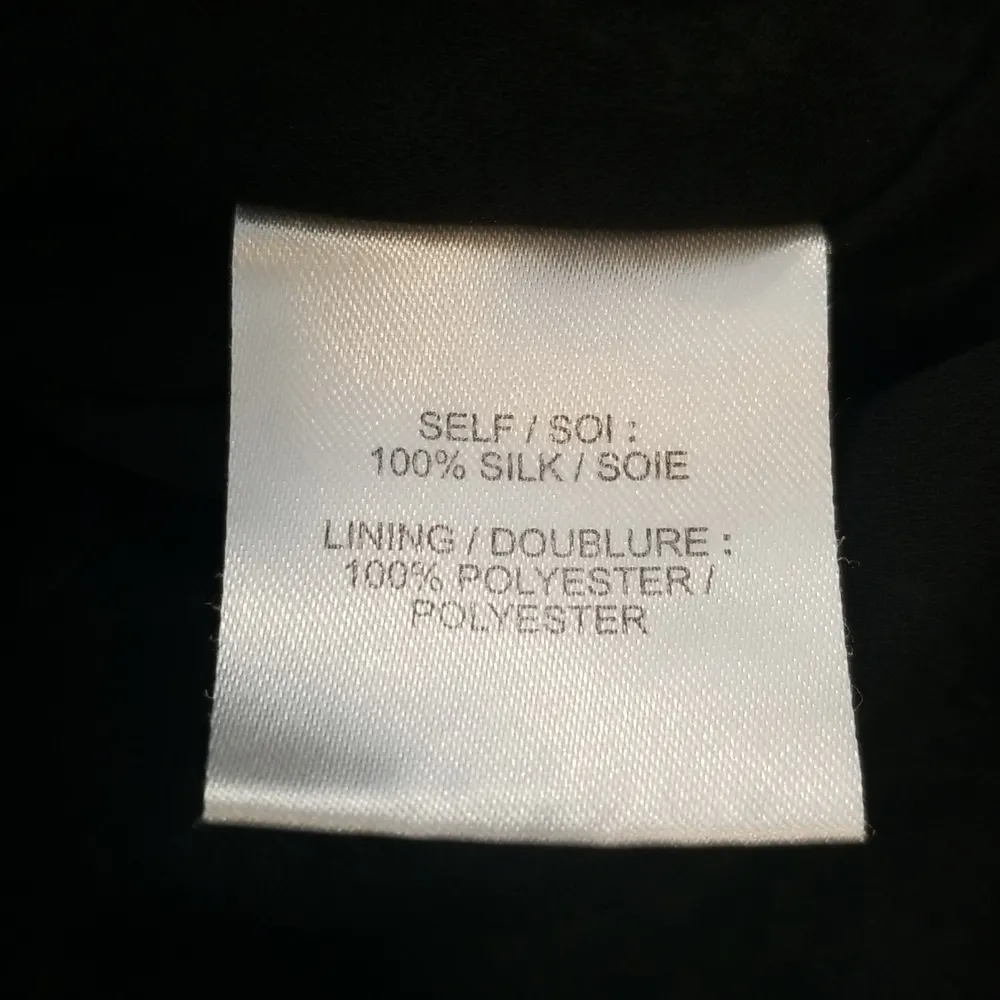 SELF / SOI :
100% SILK / SOIE
LINING / DOUBLURE :
100% POLYESTER /
POLYESTER